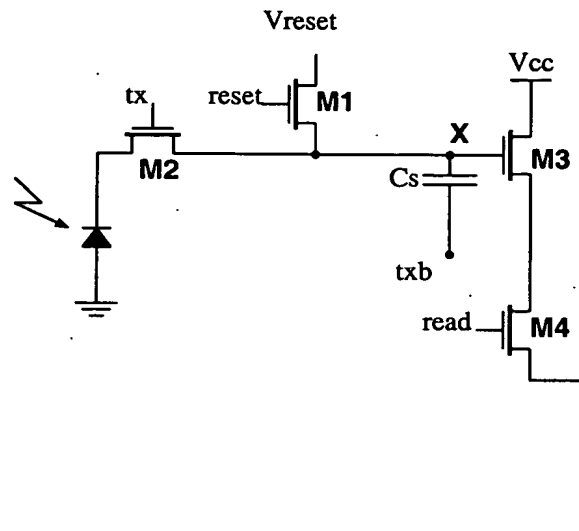 Vreset
Vcc
tx
reset
M1
X
M2
M3
Cs
txb
read
M4